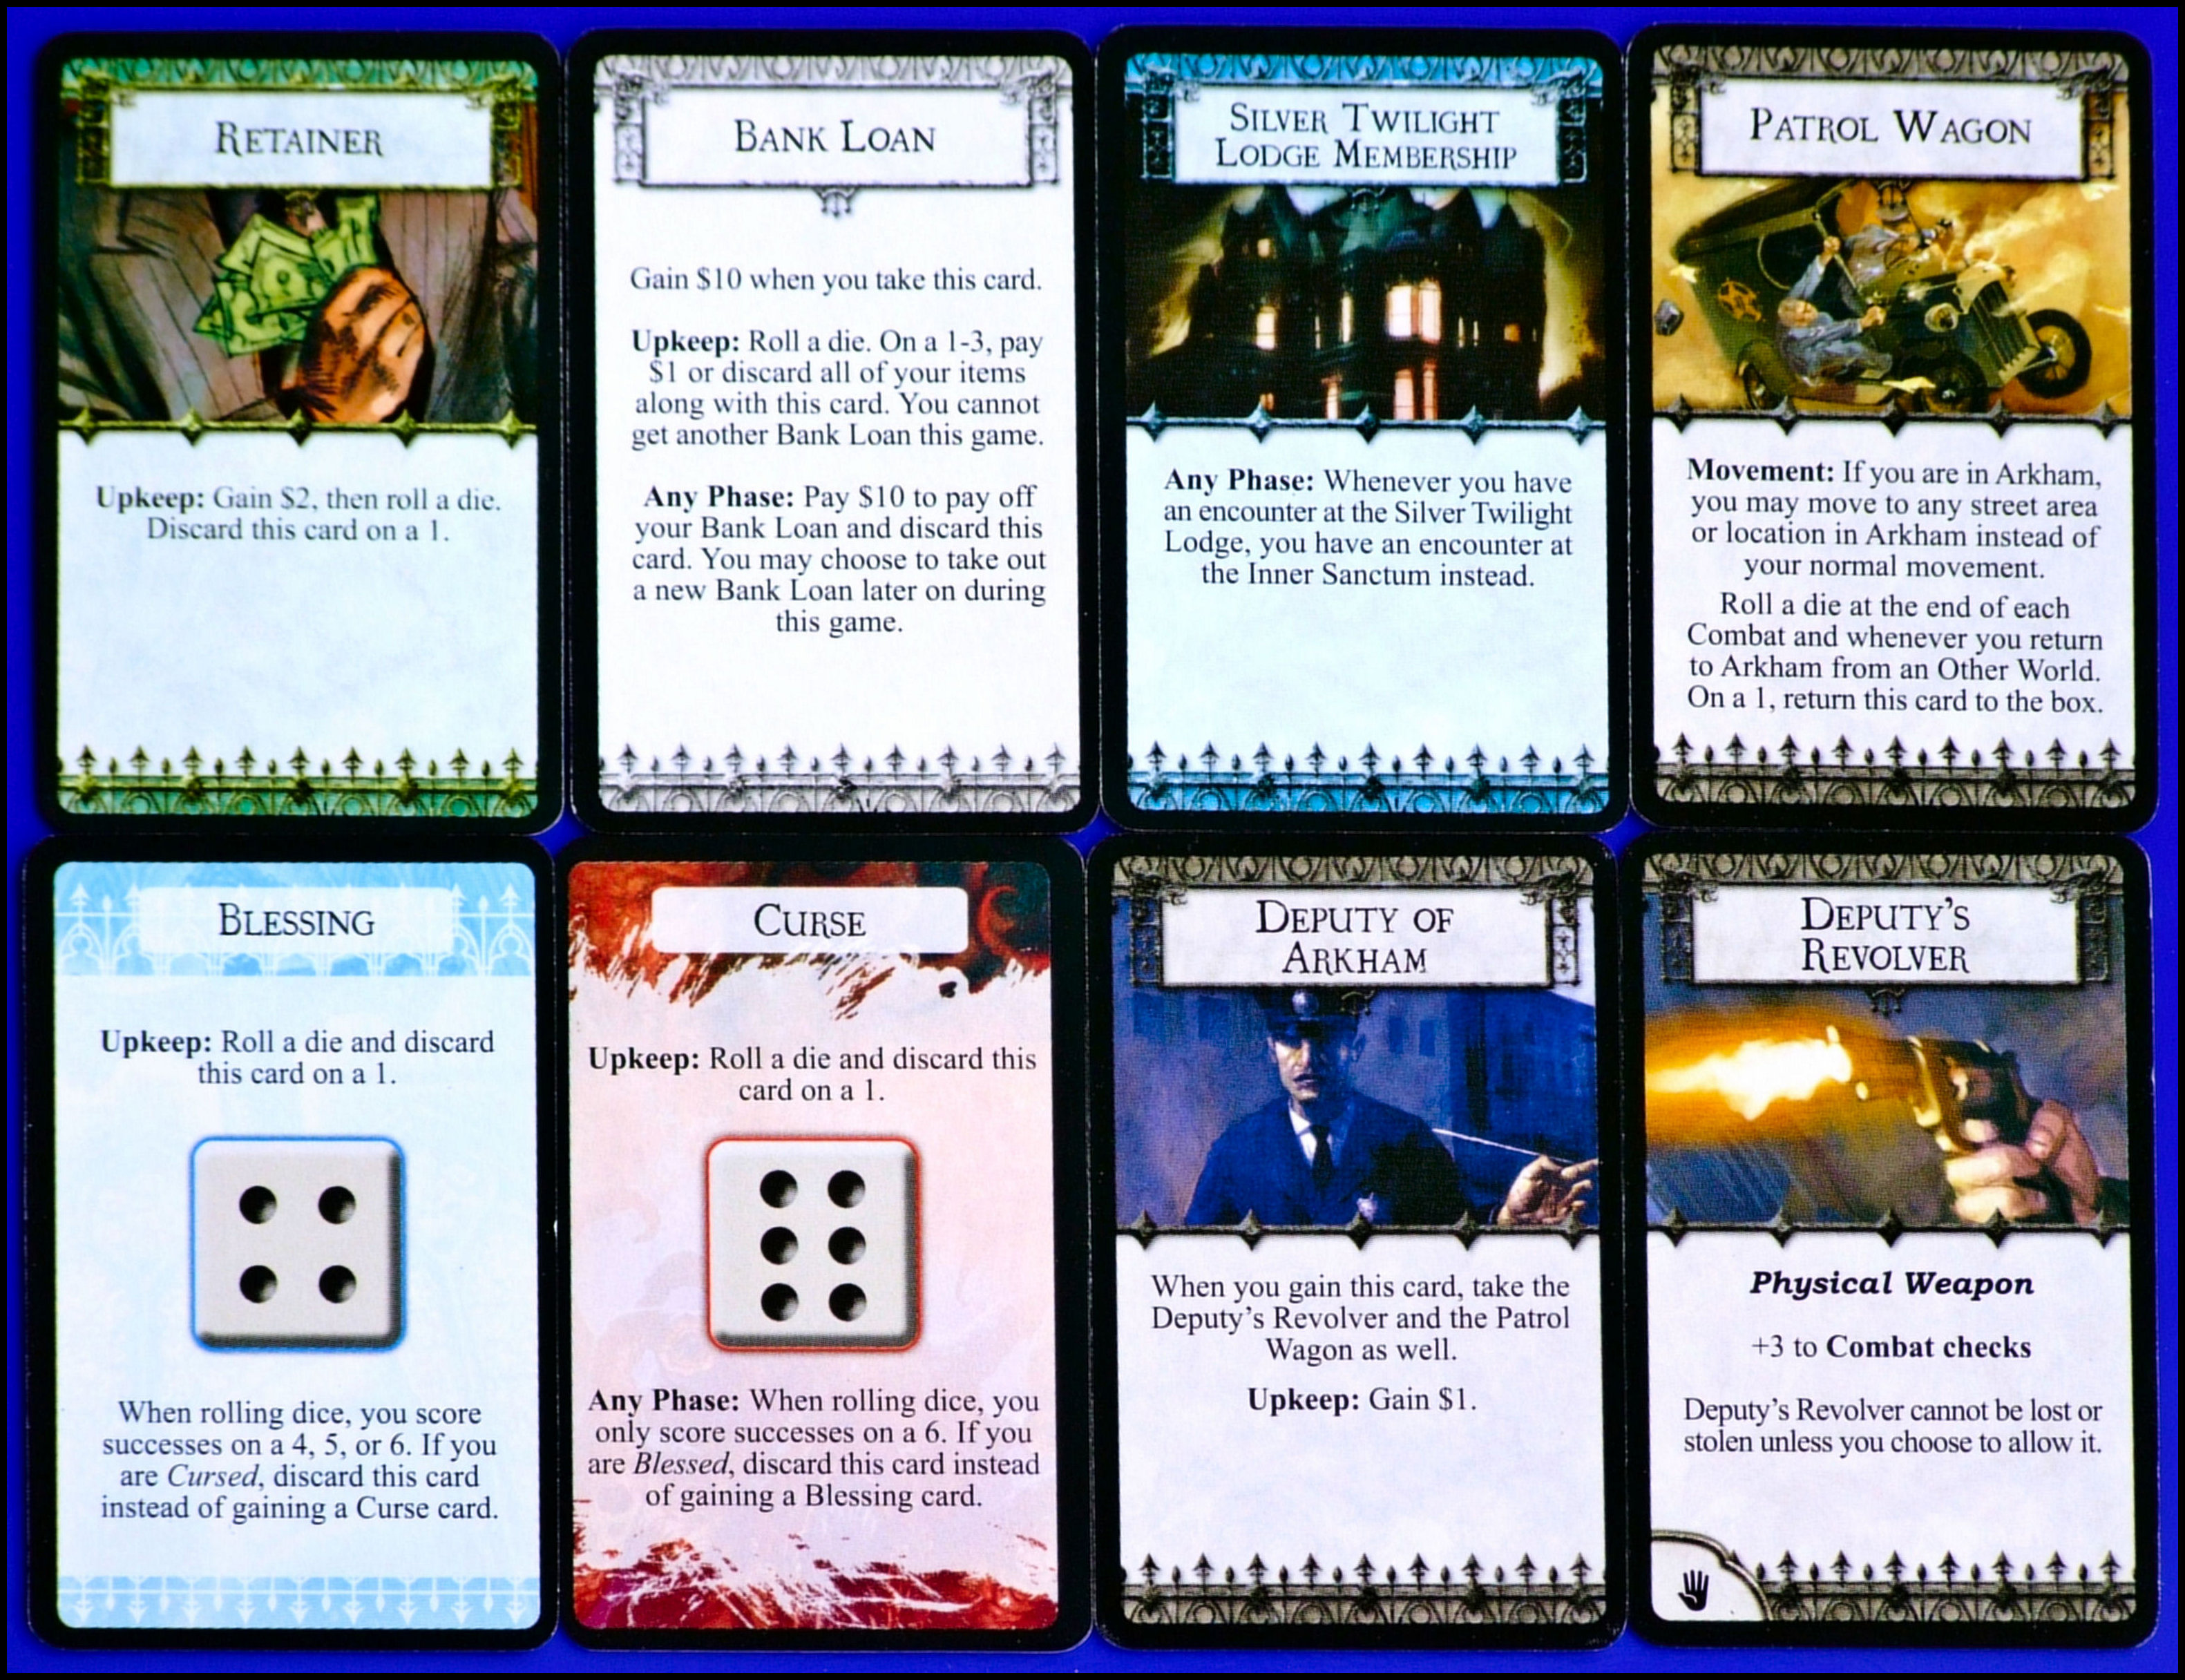 RETAINER
Upkeep: Gain $2, then roll a die.
Discard this card on a 1.
BANK LOAN
Gain $10 when you take this card.
Upkeep: Roll a die. On a 1-3, pay
$1 or discard all of your items
along with this card. You cannot
get another Bank Loan this game.
Any Phase: Pay $10 to pay off
your Bank Loan and discard this
card. You may choose to take out
a new Bank Loan later on during
this game.
SILVER TWILIGHT
LODGE MEMBERSHIP
Any Phase: Whenever you have
an encounter at the Silver Twilight
Lodge, you have an encounter at
the Inner Sanctum instead.
PATROL WAGON
Movement: If you are in Arkham,
you may move to any street area
or location in Arkham instead of
your normal movement.
Roll a die at the end of each
Combat and whenever you return
to Arkham from an Other World.
On a 1, return this card to the box.
BLESSING
Upkeep: Roll a die and discard
this card on a 1.
When rolling dice, you score
successes on a 4, 5, or 6. If you
are Cursed, discard this card
instead of gaining a Curse card.
CURSE
Upkeep: Roll a die and discard this
card on a 1.
Any Phase: When rolling dice, you
only score successes on a 6. If you
are Blessed, discard this card instead
of gaining a Blessing card.
DEPUTY OF
ARKHAM
When you gain this card, take the
Deputy's Revolver and the Patrol
Wagon as well.
Upkeep: Gain $1.
DEPUTY'S
REVOLVER
Physical Weapon
+3 to Combat checks
Deputy's Revolver cannot be lost or
stolen unless you choose to allow it.